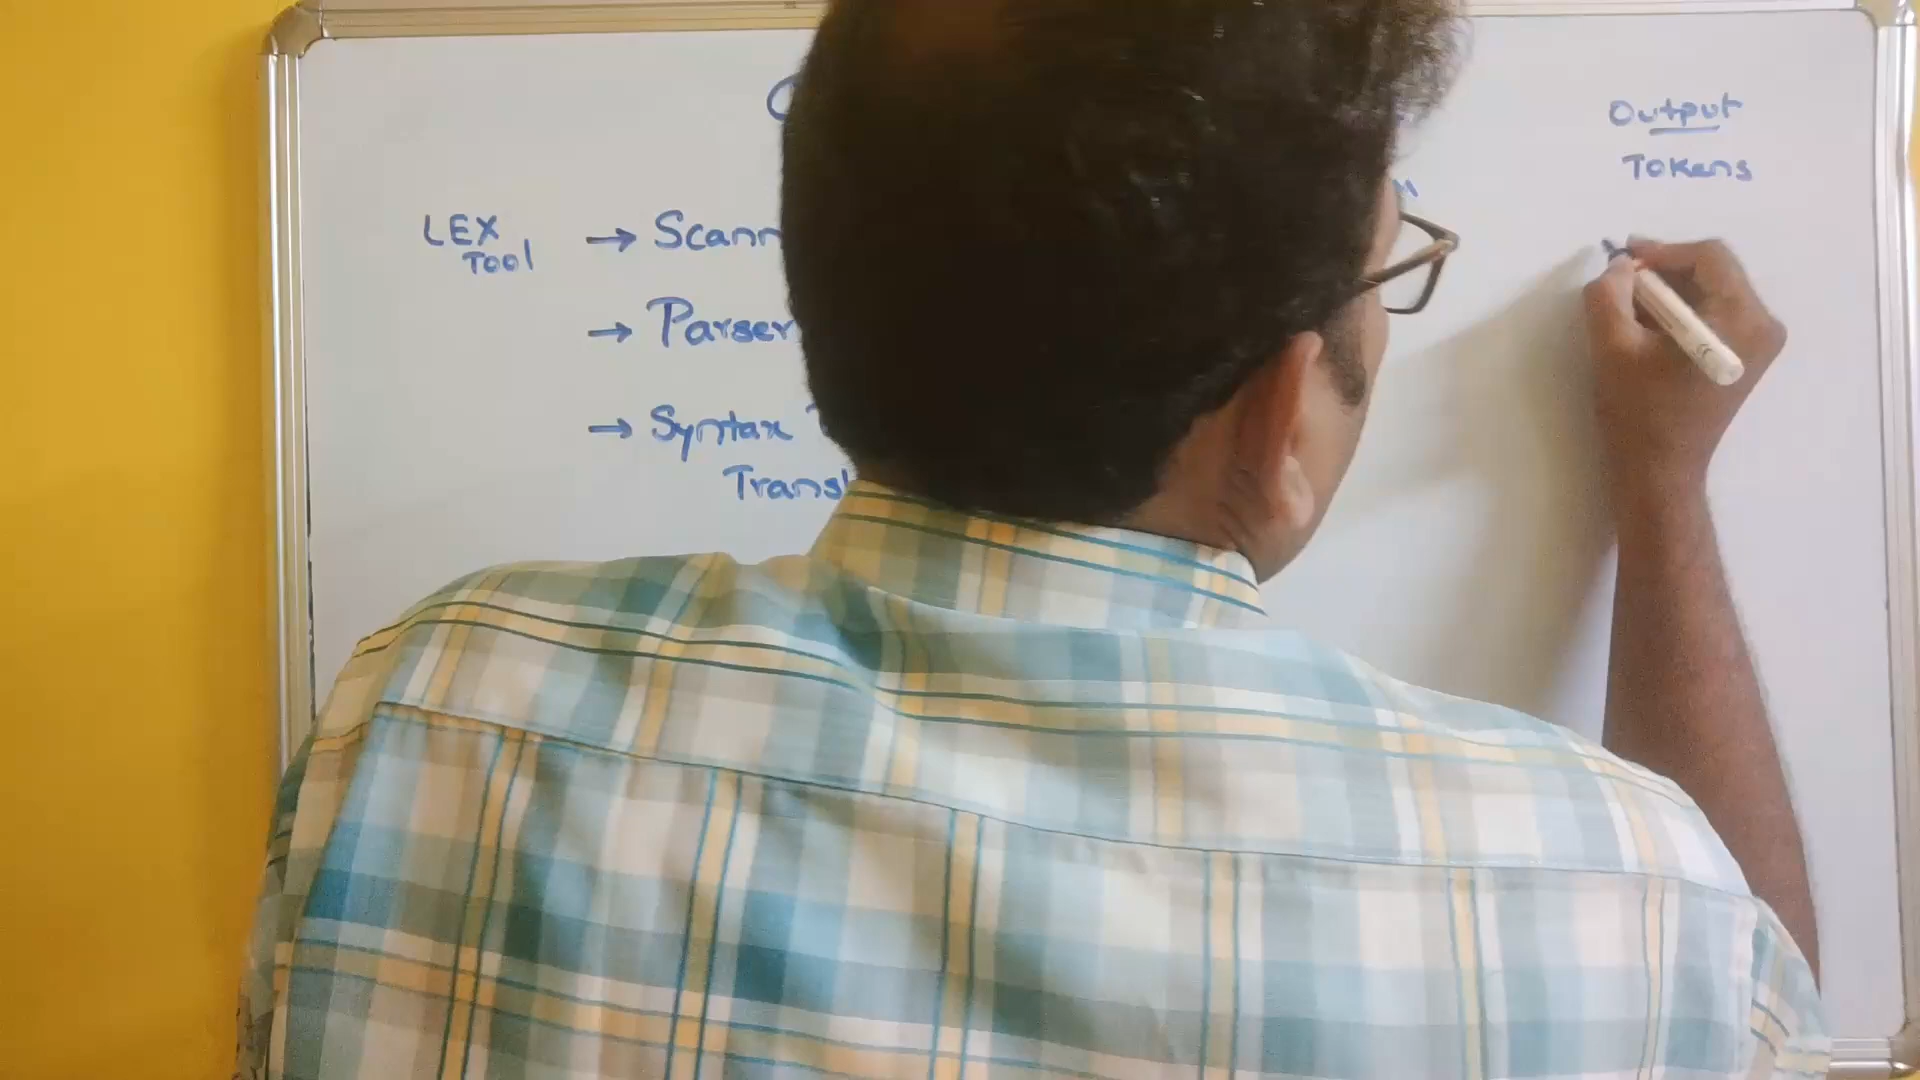 Output
Tokens
LEX
Tool
→ Scann
→ Parser
→ Syntax
Transl